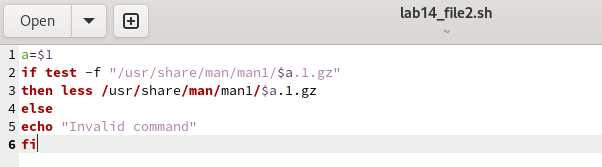 Open
lab14_file2.sh
~
1 a=$1
2 if test -f "/usr/share/man/man1/$a.1.gz"
3 then less /usr/share/man/man1/$a.1.gz
4 else
5 echo "Invalid command"
6 fi